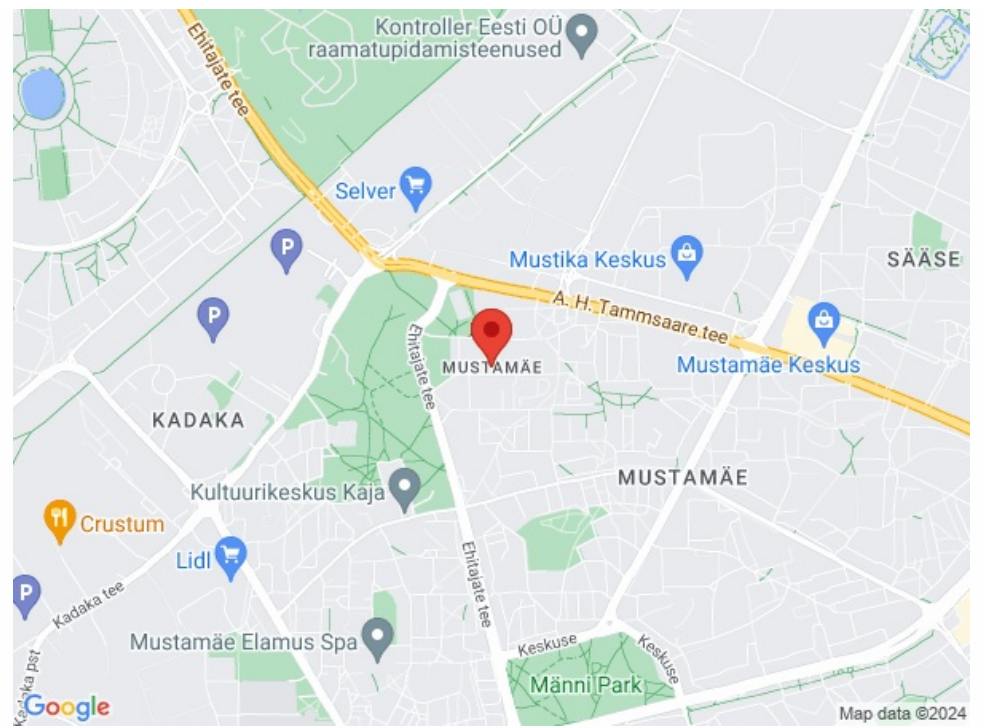 Kontroller Eesti OÜ
raamatupidamisteenused
Ehitajate tee
Selver
P
Mustika Keskus
SÄÄSE
P
A. H. Tammsaare tee
Ehitajate tee
MUSTAMÄE
Mustamäe Keskus
KADAKA
MUSTAMÄE
Kultuurikeskus Kaja
Crustum
Lidl
Ehitajate tee
P
Kadaka tee
Mustamäe Elamus Spa
Keskuse
Keskuse
Kadaka pst
Männi Park
Google
Map data ©2024